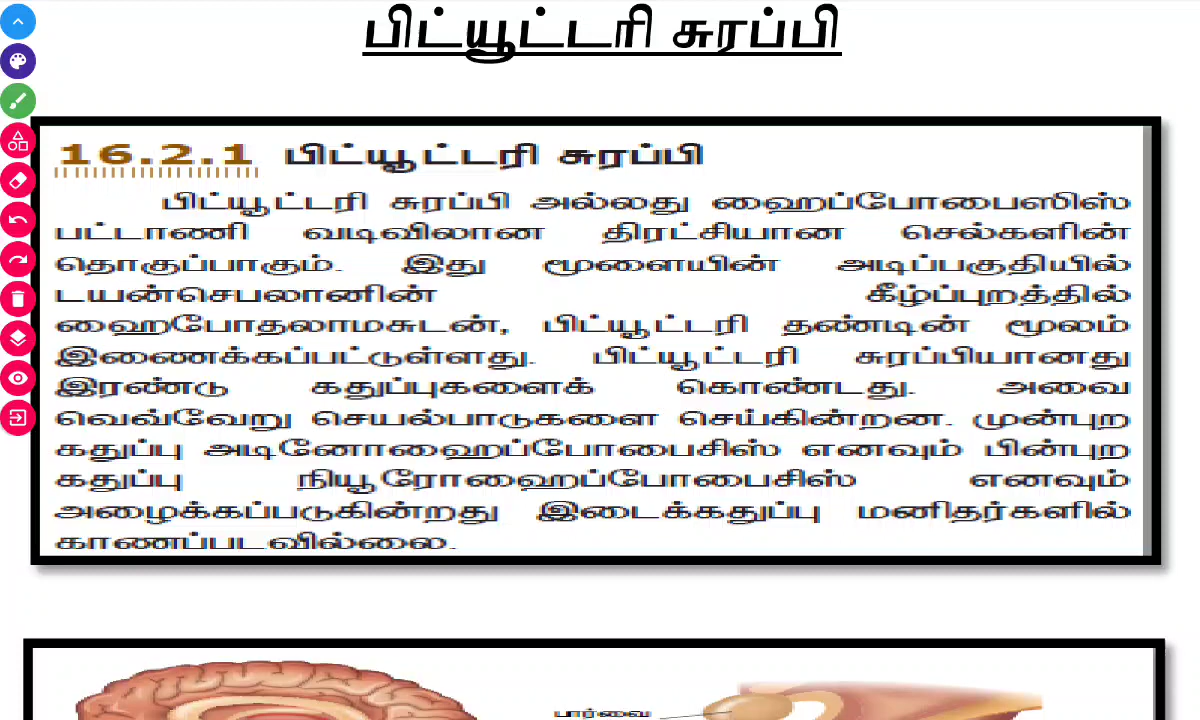 பிட்யூட்டரி சுரப்பி
16.2.1 பிட்யூட்டரி சுரப்பி
பிட்யூட்டரி சுரப்பி அல்லது ஹைப்போபைஸிஸ்
பட்டாணி வடிவிலான திரட்சியான செல்களின்
தொகுப்பாகும். இது மூளையின் அடிப்பகுதியில்
டயன்செபலானின் கீழ்ப்புறத்தில்
ஹைபோதலாமசுடன், பிட்யூட்டரி தண்டின் மூலம்
இணைக்கப்பட்டுள்ளது. பிட்யூட்டரி சுரப்பியானது
இரண்டு கதுப்புகளைக் கொண்டது. அவை
வெவ்வேறு செயல்பாடுகளை செய்கின்றன. முன்புற
கதுப்பு அடினோஹைப்போபைசிஸ் எனவும் பின்புற
கதுப்பு நியூரோஹைப்போபைசிஸ் எனவும்
அழைக்கப்படுகின்றது இடைக்கதுப்பு மனிதர்களில்
காணப்படவில்லை.
பார்வை